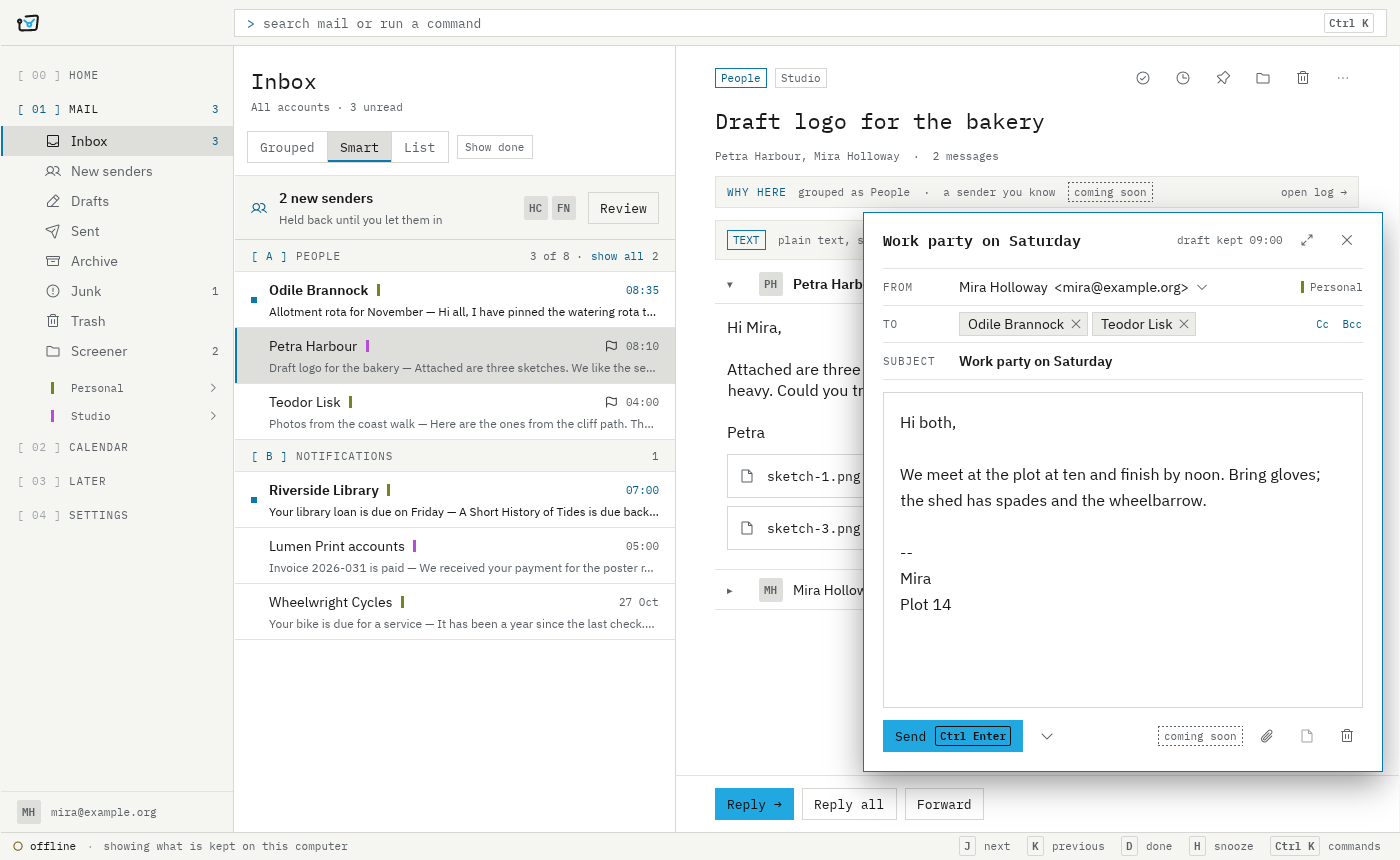 > search mail or run a command
Ctrl K
[ 00 ] HOME
[ 01 ] MAIL 3
Inbox 3
New senders
Drafts
Sent
Archive
Junk 1
Trash
Screener 2
Personal
Studio
[ 02 ] CALENDAR
[ 03 ] LATER
[ 04 ] SETTINGS
MH mira@example.org
Inbox
All accounts · 3 unread
Grouped Smart List Show done
2 new senders
Held back until you let them in
HC FN Review
[ A ] PEOPLE 3 of 8 · show all 2
Odile Brannock 08:35
Allotment rota for November — Hi all, I have pinned the watering rota t…
Petra Harbour 08:10
Draft logo for the bakery — Attached are three sketches. We like the se…
Teodor Lisk 04:00
Photos from the coast walk — Here are the ones from the cliff path. Th…
[ B ] NOTIFICATIONS 1
Riverside Library 07:00
Your library loan is due on Friday — A Short History of Tides is due back…
Lumen Print accounts 05:00
Invoice 2026-031 is paid — We received your payment for the poster r…
Wheelwright Cycles 27 Oct
Your bike is due for a service — It has been a year since the last check.…
People Studio
Draft logo for the bakery
Petra Harbour, Mira Holloway · 2 messages
WHY HERE grouped as People · a sender you know coming soon open log →
TEXT plain text, s
PH Petra Harb
Hi Mira,
Attached are three
heavy. Could you tr
Petra
sketch-1.png
sketch-3.png
MH Mira Hollow
Reply → Reply all Forward
Work party on Saturday draft kept 09:00
FROM Mira Holloway <mira@example.org> Personal
TO Odile Brannock Teodor Lisk Cc Bcc
SUBJECT Work party on Saturday
Hi both,
We meet at the plot at ten and finish by noon. Bring gloves;
the shed has spades and the wheelbarrow.
--
Mira
Plot 14
Send Ctrl Enter coming soon
offline · showing what is kept on this computer
J next K previous D done H snooze Ctrl K commands